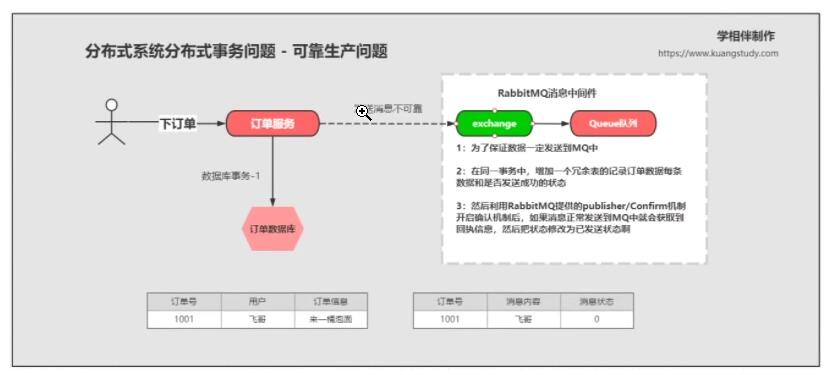 学相伴制作
分布式系统分布式事务问题 - 可靠生产问题
https://www.kuangstudy.com
RabbitMQ消息中间件
送消息不可靠
下订单
订单服务
exchange
Queue队列
1：为了保证数据一定发送到MQ中
数据库事务-1
2：在同一事务中，增加一个冗余表的记录订单数据每条
数据和是否发送成功的状态
3：然后利用RabbitMQ提供的publisher/Confirm机制
开启确认机制后，如果消息正常发送到MQ中就会获取到
回执信息，然后把状态修改为已发送状态啊
订单数据库
订单号 用户 订单信息
1001 飞哥 来一桶泡面
订单号 消息内容 消息状态
1001 飞哥 0